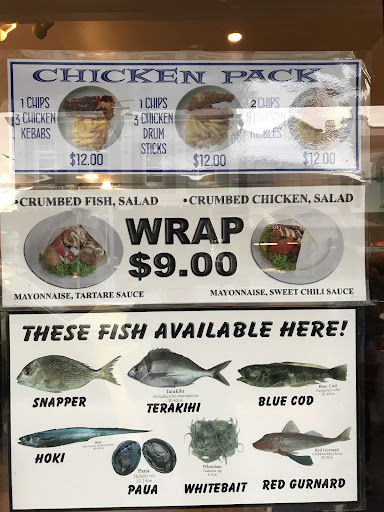 CHICKEN PACK
1 CHIPS
3 CHICKEN
KEBABS
$12.00
1 CHIPS
3 CHICKEN
DRUM
STICKS
$12.00
2 CHIPS
$12.00
•CRUMBED FISH, SALAD
•CRUMBED CHICKEN, SALAD
WRAP
$9.00
MAYONNAISE, TARTARE SAUCE
MAYONNAISE, SWEET CHILI SAUCE
THESE FISH AVAILABLE HERE!
SNAPPER
Tarakihi
TERAKIHI
Blue Cod
BLUE COD
HOKI
Hoki
Paua
PAUA
Whitebait
WHITEBAIT
Red Gurnard
RED GURNARD